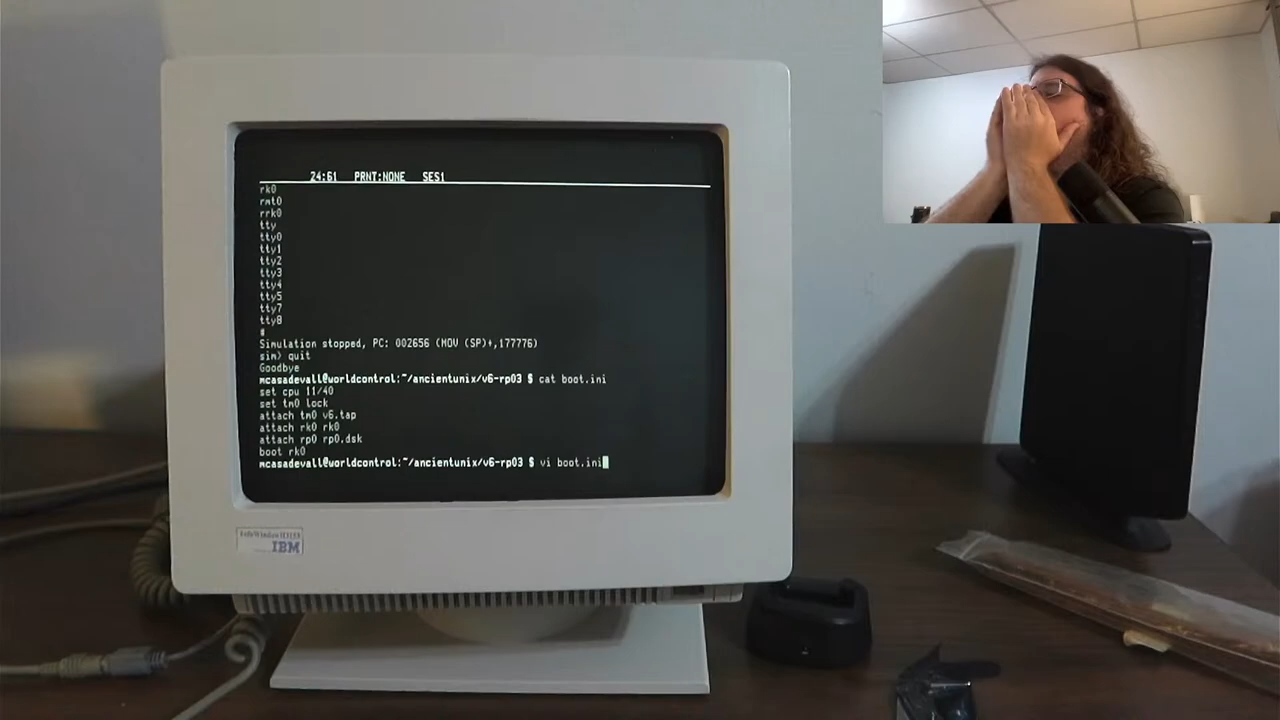 24:61 PRNT:NONE SES1
rk0
rmt0
rrk0
tty
tty0
tty1
tty2
tty3
tty4
tty5
tty7
tty8
#
Simulation stopped, PC: 002656 (MOV (SP)+,177776)
sim> quit
Goodbye
mcasadevall@worldcontrol:~/ancientunix/v6-rp03 $ cat boot.ini
set cpu 11/40
set tm0 lock
attach tm0 v6.tap
attach rk0 rk0
attach rp0 rp0.dsk
boot rk0
mcasadevall@worldcontrol:~/ancientunix/v6-rp03 $ vi boot.ini
IBM